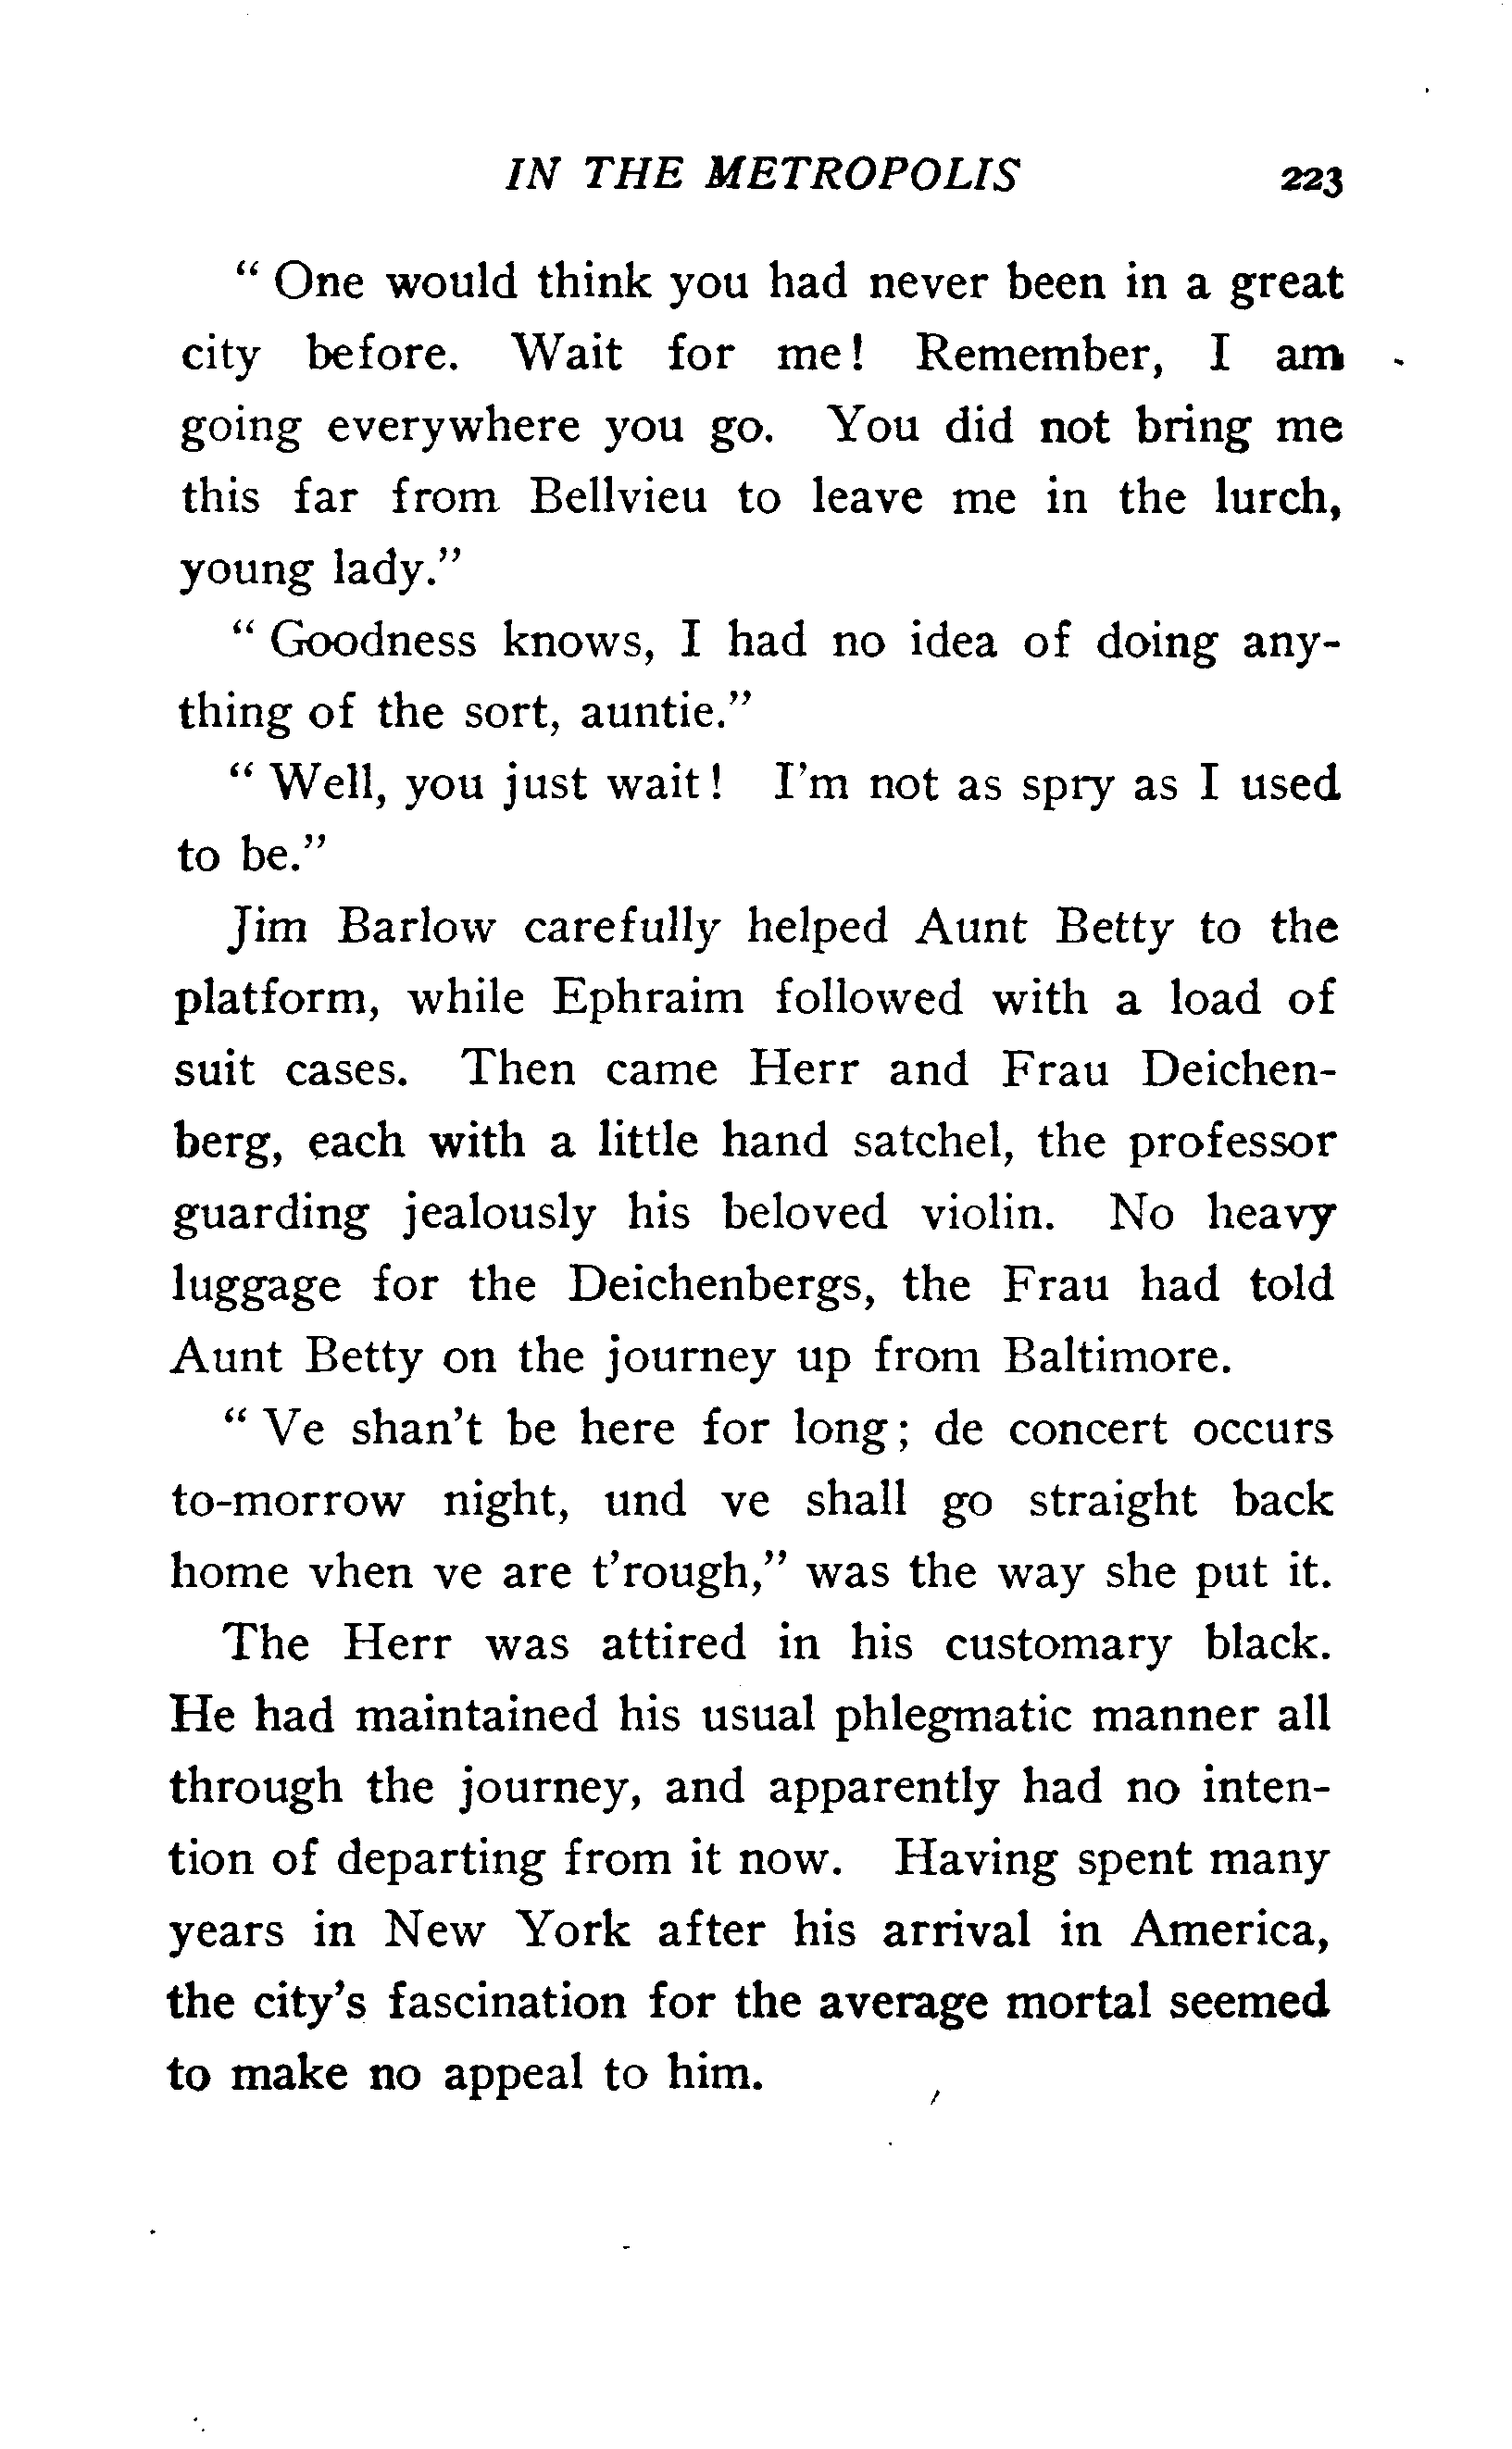 IN THE METROPOLIS 223
“ One would think you had never been in a great
city before. Wait for me! Remember, I am
going everywhere you go. You did not bring me
this far from Bellvieu to leave me in the lurch,
young lady.”
“ Goodness knows, I had no idea of doing any-
thing of the sort, auntie.”
“ Well, you just wait! I’m not as spry as I used
to be.”
Jim Barlow carefully helped Aunt Betty to the
platform, while Ephraim followed with a load of
suit cases. Then came Herr and Frau Deichen-
berg, each with a little hand satchel, the professor
guarding jealously his beloved violin. No heavy
luggage for the Deichenbergs, the Frau had told
Aunt Betty on the journey up from Baltimore.
“ Ve shan’t be here for long; de concert occurs
to-morrow night, und ve shall go straight back
home vhen ve are t’rough,” was the way she put it.
The Herr was attired in his customary black.
He had maintained his usual phlegmatic manner all
through the journey, and apparently had no inten-
tion of departing from it now. Having spent many
years in New York after his arrival in America,
the city’s fascination for the average mortal seemed
to make no appeal to him.